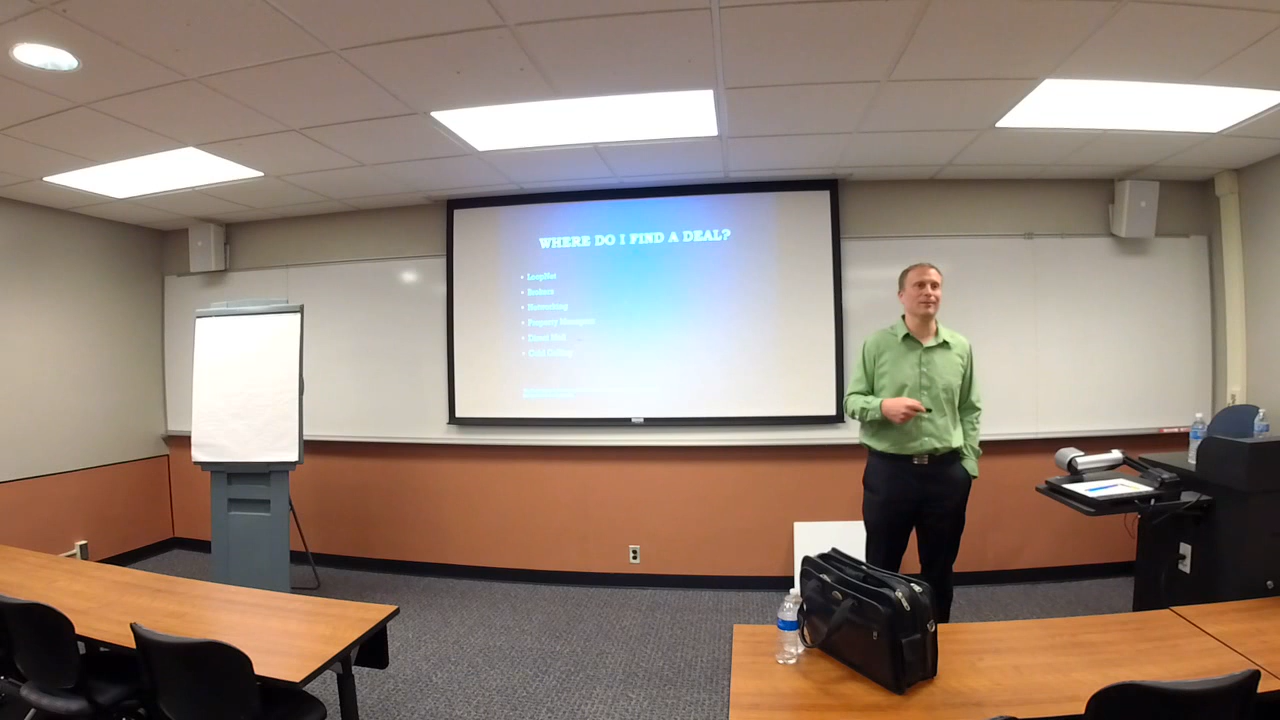 WHERE DO I FIND A DEAL?
• LoopNet
• Brokers
• Networking
• Property Managers
• Direct Mail
• Cold Calling